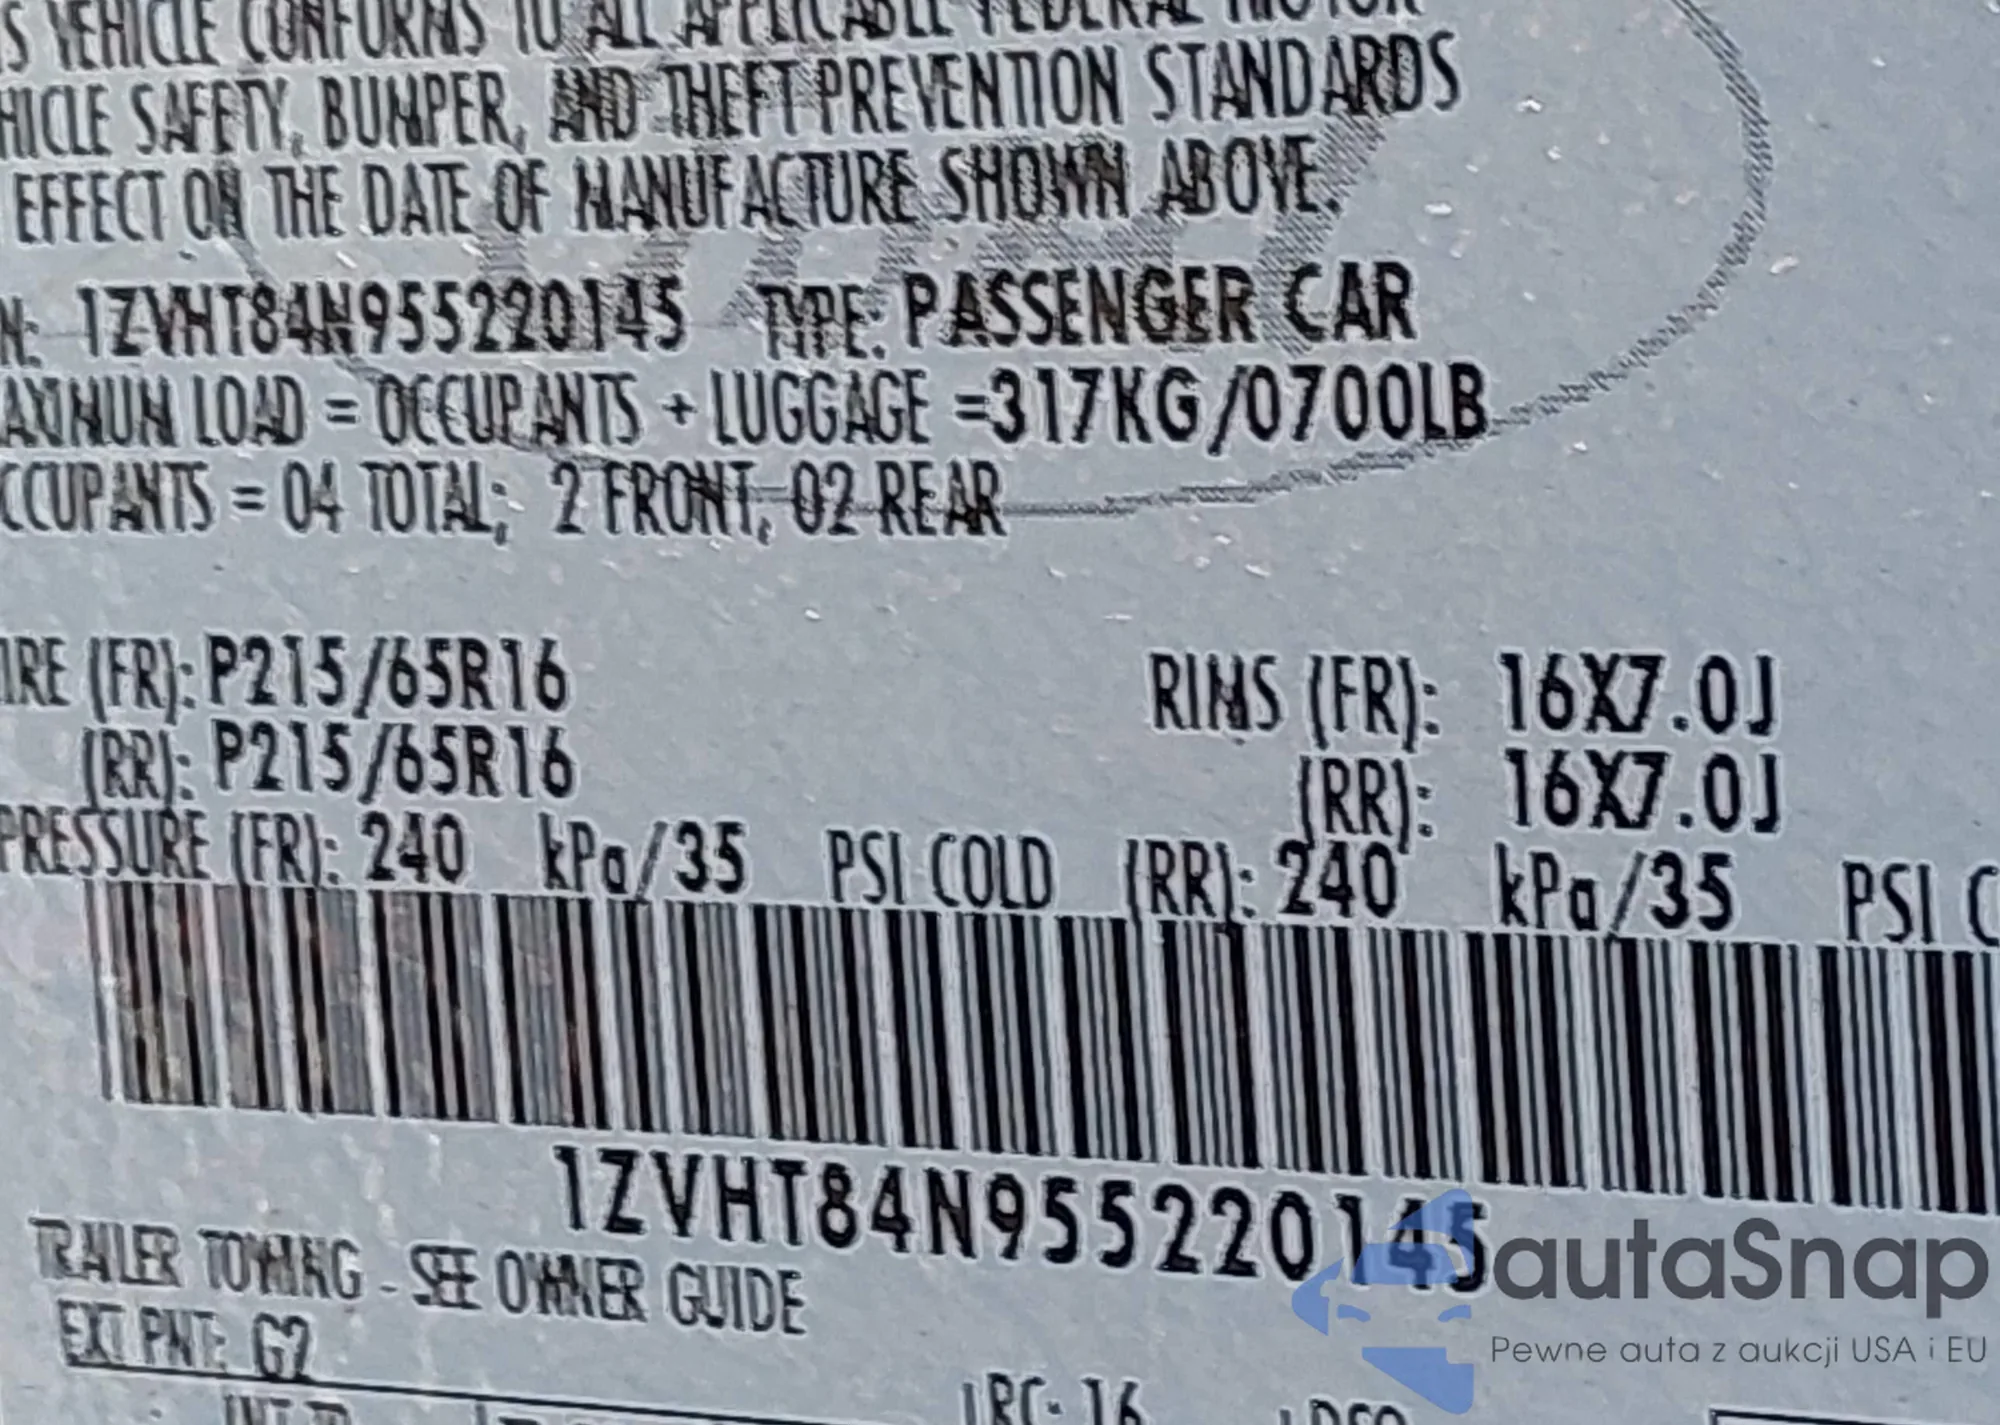 S VEHICLE CONFORMS TO ALL APPLICABLE FEDERAL MOTOR
HICLE SAFETY, BUMPER, AND THEFT PREVENTION STANDARDS
EFFECT ON THE DATE OF MANUFACTURE SHOWN ABOVE.
N: 1ZVHT84N955220145 TYPE: PASSENGER CAR
AXIMUM LOAD = OCCUPANTS + LUGGAGE =317KG/0700LB
CCUPANTS = 04 TOTAL; 2 FRONT, 02 REAR
IRE (FR): P215/65R16 RIMS (FR): 16X7.0J
(RR): P215/65R16 (RR): 16X7.0J
PRESSURE (FR): 240 kPa/35 PSI COLD (RR): 240 kPa/35 PSI C
1ZVHT84N955220145
TRAILER TOWING - SEE OWNER GUIDE
EXT PNT: G2
autaSnap
Pewne auta z aukcji USA i EU